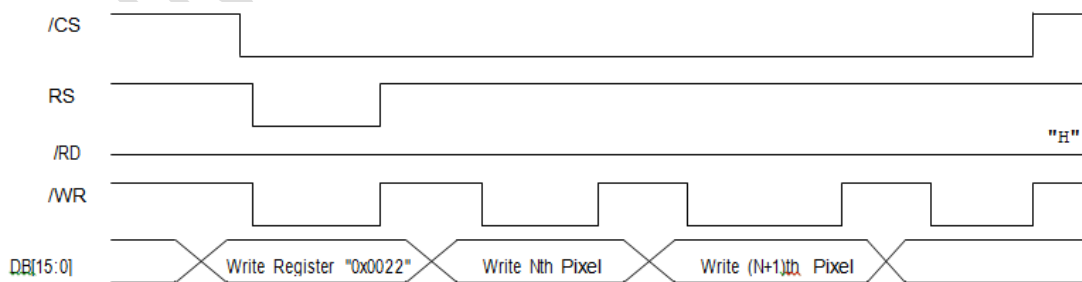 /CS
RS
"H"
/RD
/WR
DB[15:0] Write Register "0x0022" Write Nth Pixel Write (N+1)th Pixel